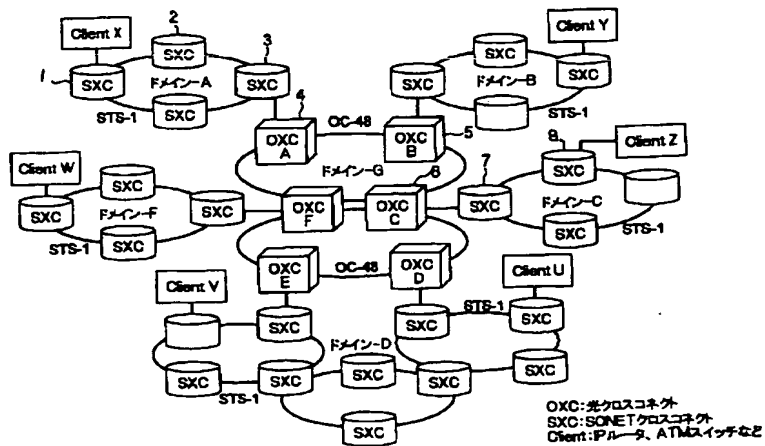 Client X
2
3
1
SXC
SXC
ドメイン-A
SXC
SXC
STS-1
Client Y
SXC
SXC
ドメイン-B
SXC
STS-1
4
OXC
A
OC-48
OXC
B
5
ドメイン-G
6
8
Client Z
7
SXC
SXC
ドメイン-C
SXC
STS-1
Client W
SXC
SXC
ドメイン-F
SXC
SXC
STS-1
OXC
F
OXC
C
OXC
E
OC-48
OXC
D
Client V
SXC
SXC
STS-1
SXC
ドメイン-D
SXC
SXC
SXC
SXC
STS-1
Client U
SXC
SXC
OXC:光クロスコネクト
SXC:SONETクロスコネクト
Client:IPルータ、ATMスイッチなど